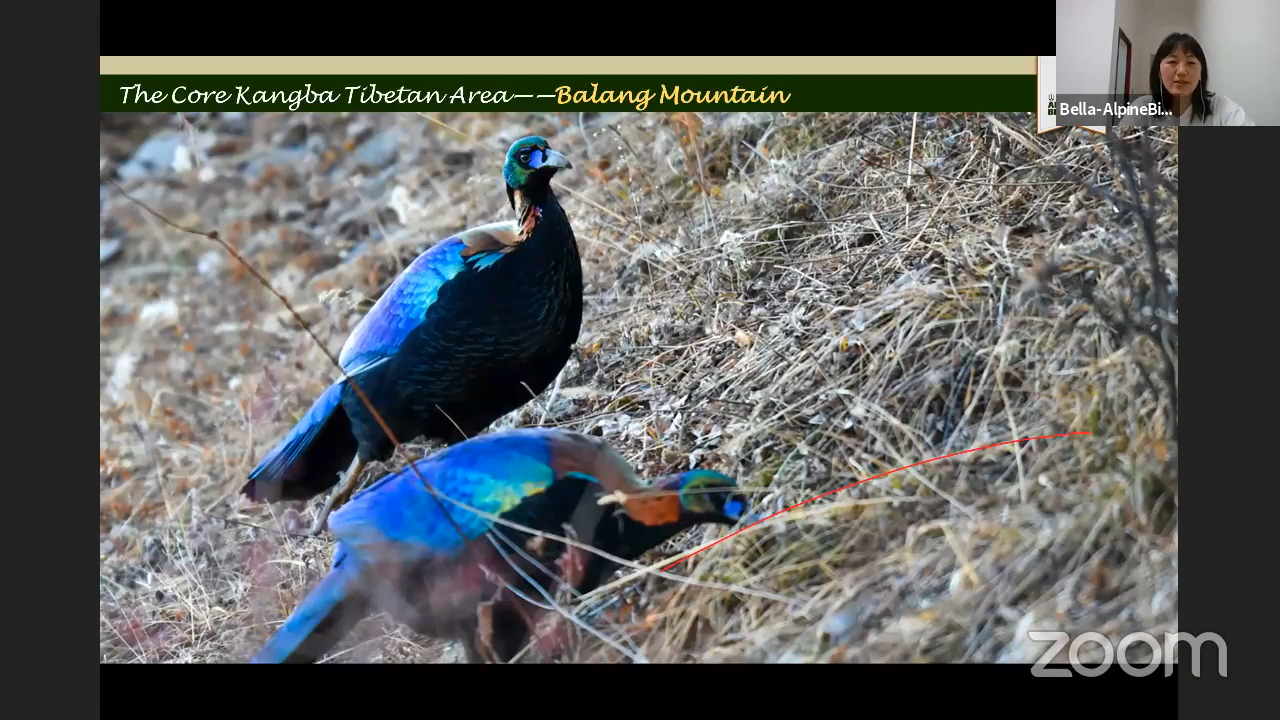 The Core Kangba Tibetan Area——Balang Mountain
Bella-AlpineBi...
zoom